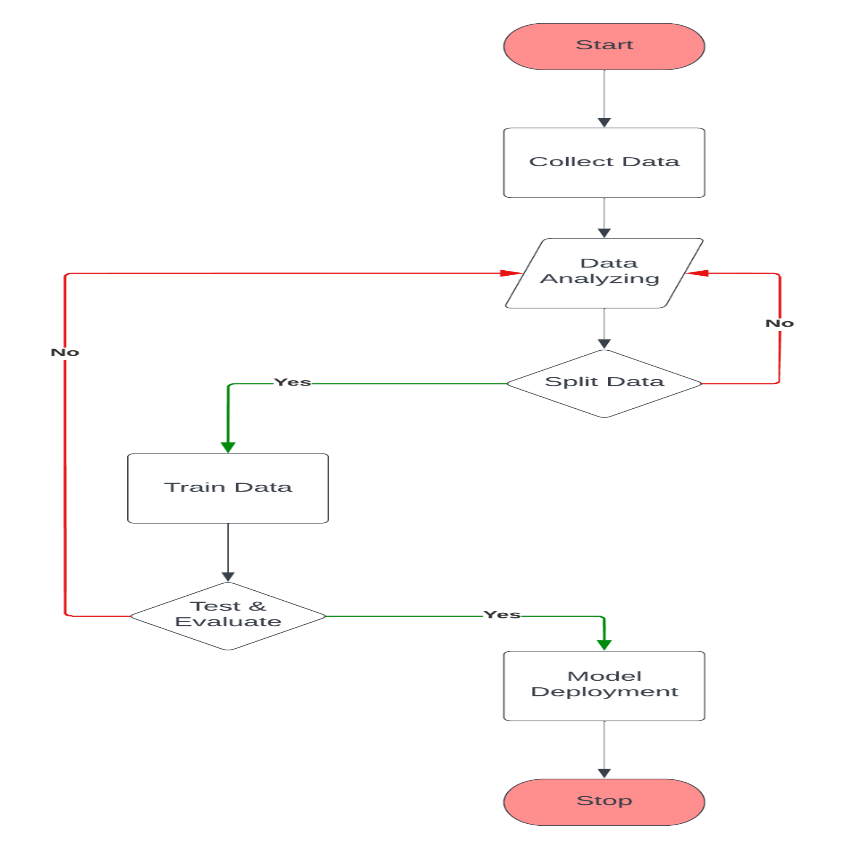 Start
Collect Data
Data
Analyzing
No
No
Split Data
Yes
Train Data
Test &
Evaluate
Yes
Model
Deployment
Stop